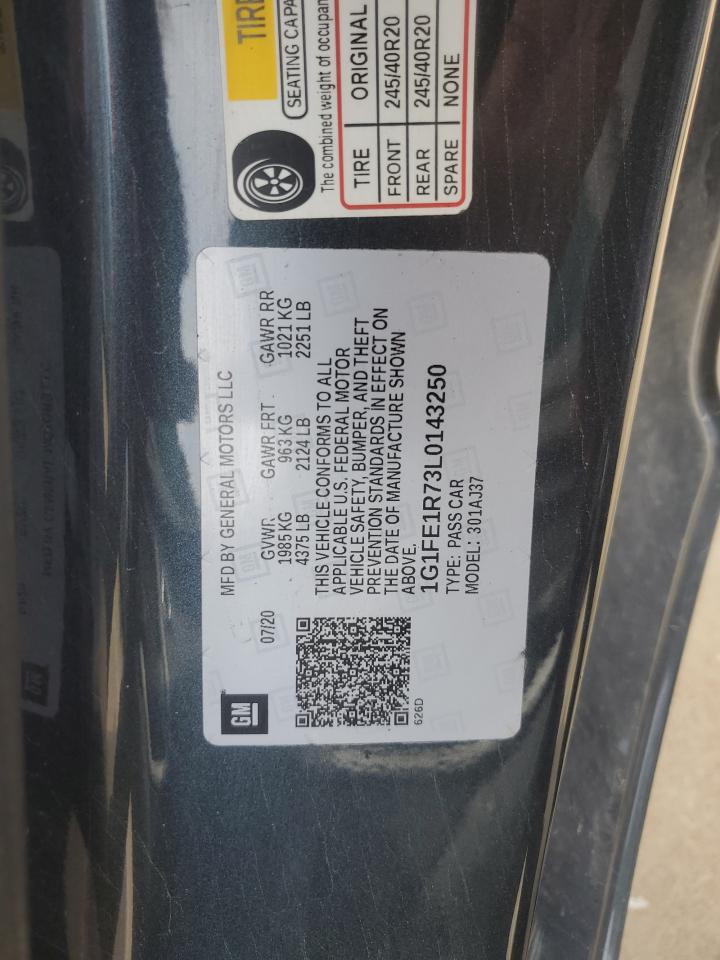 GM
MFD BY GENERAL MOTORS LLC
07/20 GVWR GAWR FRT GAWR RR
1985 KG 963 KG 1021 KG
4375 LB 2124 LB 2251 LB
THIS VEHICLE CONFORMS TO ALL
APPLICABLE U.S. FEDERAL MOTOR
VEHICLE SAFETY, BUMPER, AND THEFT
PREVENTION STANDARDS IN EFFECT ON
THE DATE OF MANUFACTURE SHOWN
ABOVE.
1G1FE1R73L0143250
TYPE: PASS CAR
MODEL: 301AJ37
626D
TIRE
SEATING CAPA
The combined weight of occupan
TIRE ORIGINAL
FRONT 245/40R20
REAR 245/40R20
SPARE NONE